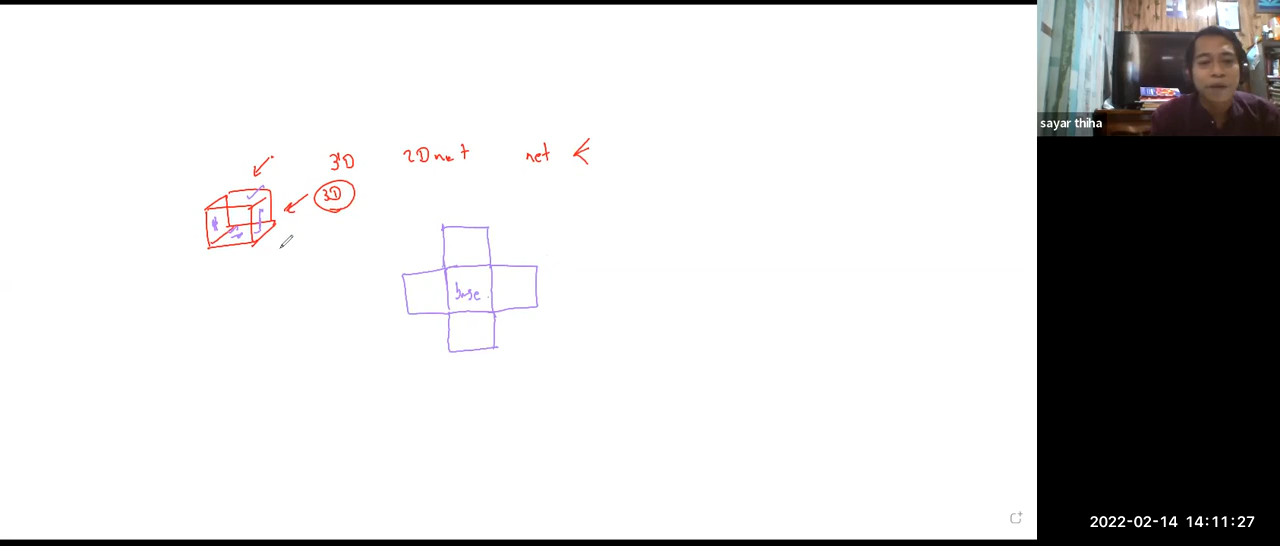 3D 2D net net
3D
base
sayar thiha
2022-02-14 14:11:27